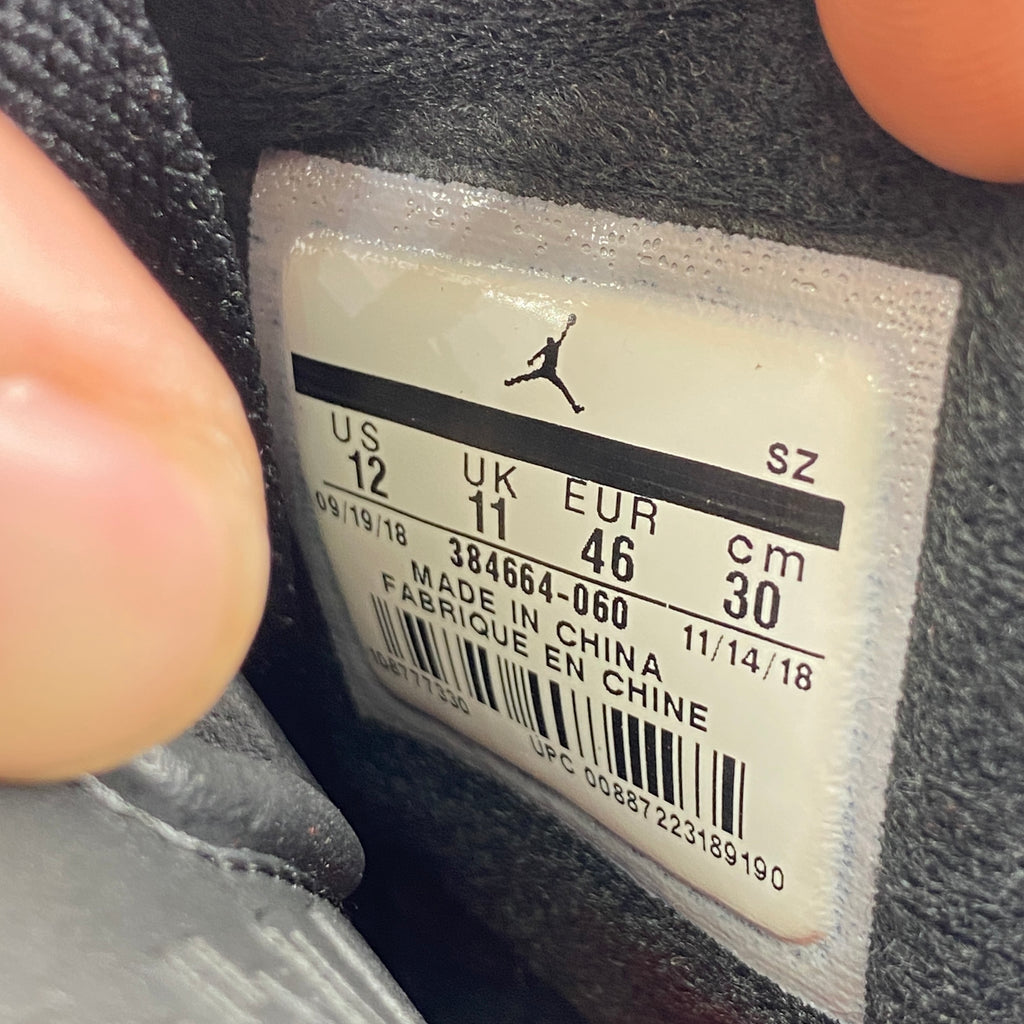 SZ
US UK EUR cm
12 11 46 30
09/19/18 384664-060 11/14/18
MADE IN CHINA
FABRIQUE EN CHINE
UPC 00887223189190